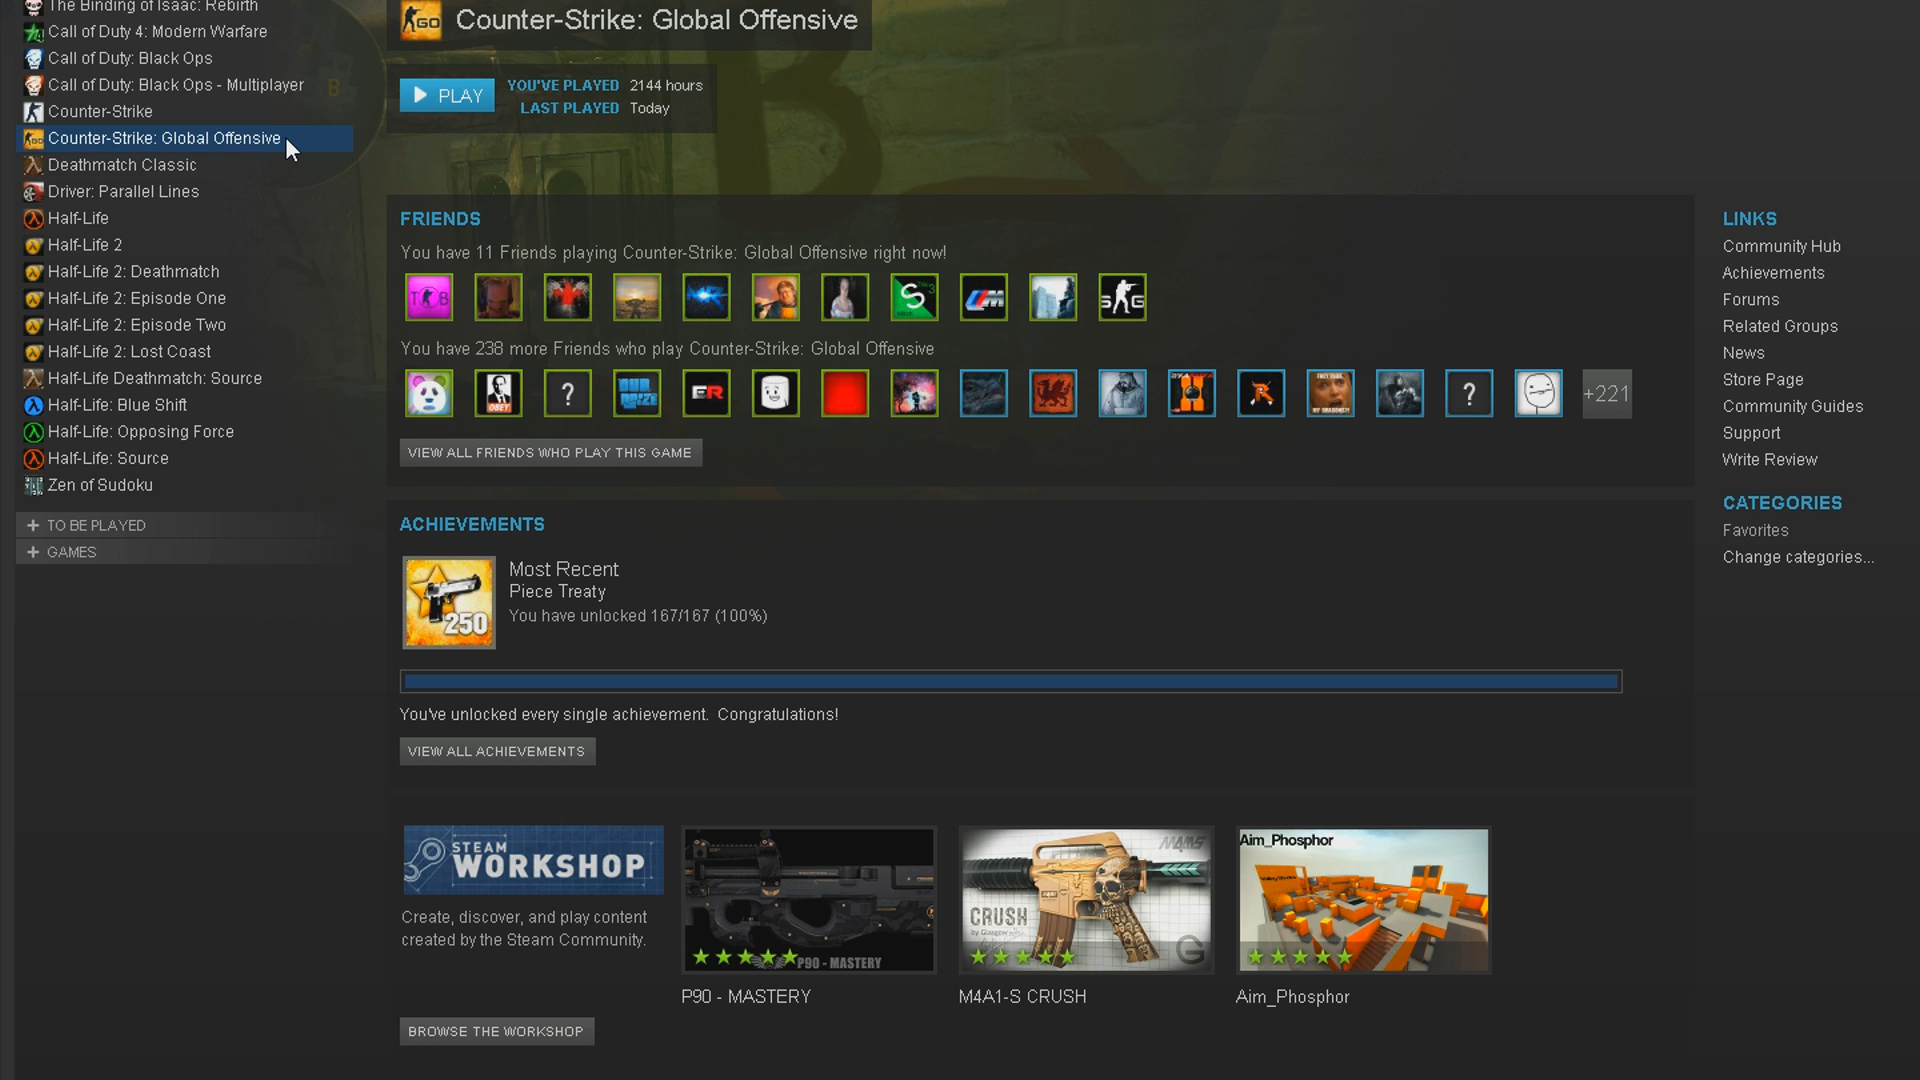 The Binding of Isaac: Rebirth
Call of Duty 4: Modern Warfare
Call of Duty: Black Ops
Call of Duty: Black Ops - Multiplayer
Counter-Strike
Counter-Strike: Global Offensive
Deathmatch Classic
Driver: Parallel Lines
Half-Life
Half-Life 2
Half-Life 2: Deathmatch
Half-Life 2: Episode One
Half-Life 2: Episode Two
Half-Life 2: Lost Coast
Half-Life Deathmatch: Source
Half-Life: Blue Shift
Half-Life: Opposing Force
Half-Life: Source
Zen of Sudoku
+ TO BE PLAYED
+ GAMES
GO Counter-Strike: Global Offensive
PLAY
YOU'VE PLAYED 2144 hours
LAST PLAYED Today
FRIENDS
You have 11 Friends playing Counter-Strike: Global Offensive right now!
You have 238 more Friends who play Counter-Strike: Global Offensive
OBEY
?
ER
?
+221
VIEW ALL FRIENDS WHO PLAY THIS GAME
ACHIEVEMENTS
250
Most Recent
Piece Treaty
You have unlocked 167/167 (100%)
You've unlocked every single achievement. Congratulations!
VIEW ALL ACHIEVEMENTS
STEAM
WORKSHOP
Create, discover, and play content
created by the Steam Community.
BROWSE THE WORKSHOP
P90 - MASTERY
P90 - MASTERY
CRUSH
M4A1-S CRUSH
Aim_Phosphor
Aim_Phosphor
LINKS
Community Hub
Achievements
Forums
Related Groups
News
Store Page
Community Guides
Support
Write Review
CATEGORIES
Favorites
Change categories...